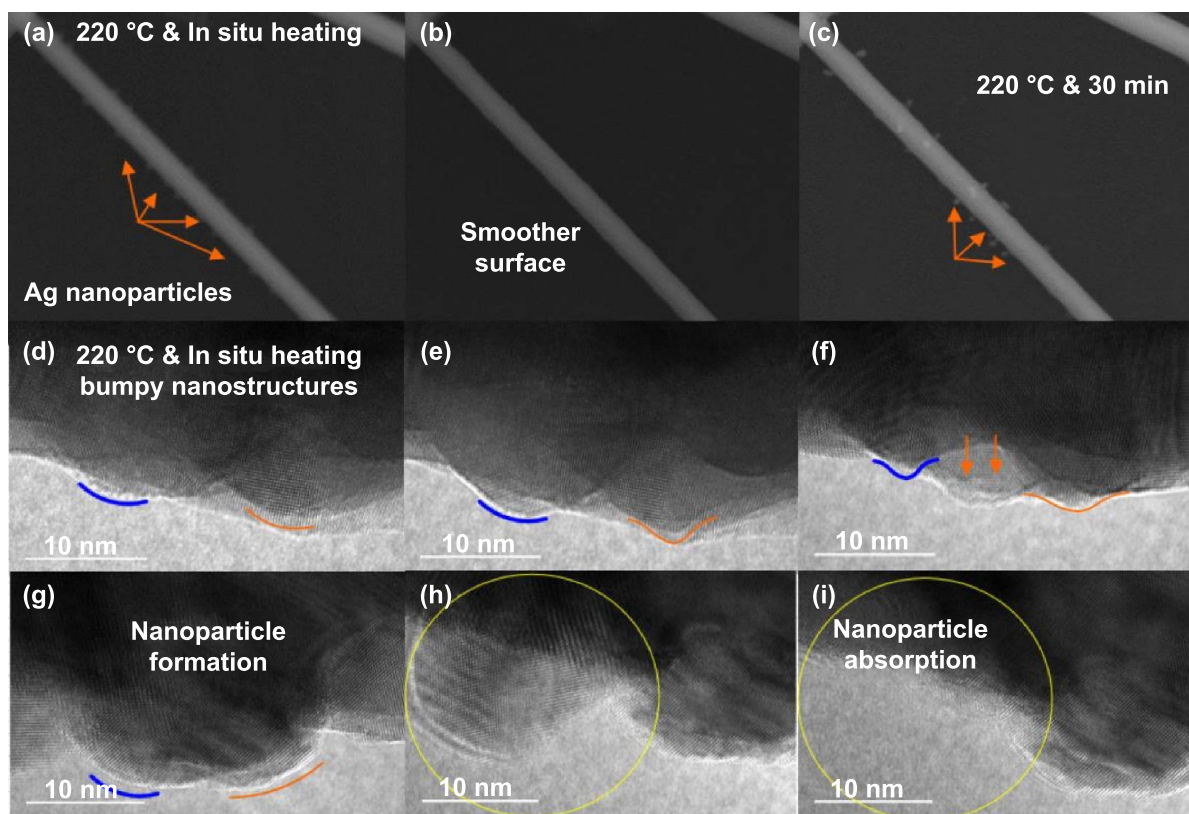 (a) 220 °C & In situ heating
Ag nanoparticles
(b)
Smoother
surface
(c)
220 °C & 30 min
(d) 220 °C & In situ heating
bumpy nanostructures
10 nm
(e)
10 nm
(f)
10 nm
(g)
Nanoparticle
formation
10 nm
(h)
10 nm
(i)
Nanoparticle
absorption
10 nm